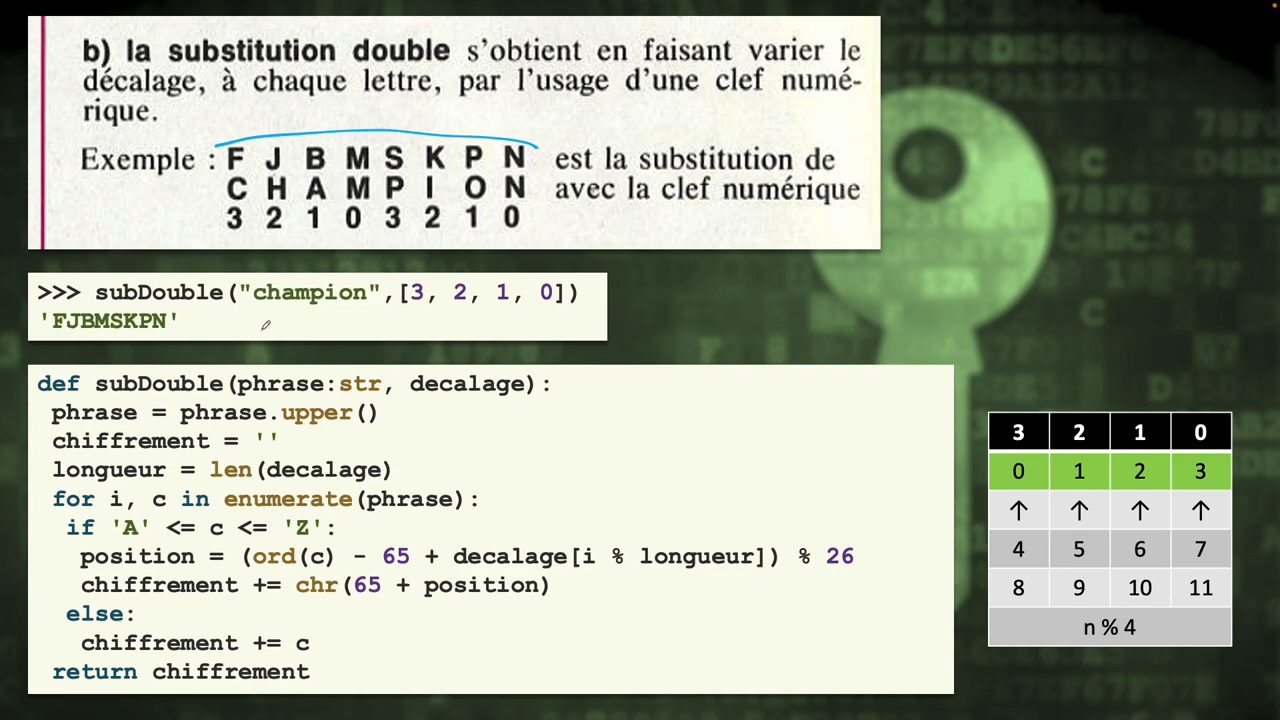 b) la substitution double s'obtient en faisant varier le
décalage, à chaque lettre, par l'usage d'une clef numé-
rique.
Exemple : F J B M S K P N est la substitution de
C H A M P I O N avec la clef numérique
3 2 1 0 3 2 1 0
>>> subDouble("champion",[3, 2, 1, 0])
'FJBMSKPN'
def subDouble(phrase:str, decalage):
phrase = phrase.upper()
chiffrement = ''
longueur = len(decalage)
for i, c in enumerate(phrase):
if 'A' <= c <= 'Z':
position = (ord(c) - 65 + decalage[i % longueur]) % 26
chiffrement += chr(65 + position)
else:
chiffrement += c
return chiffrement
3 2 1 0
0 1 2 3
↑ ↑ ↑ ↑
4 5 6 7
8 9 10 11
n % 4